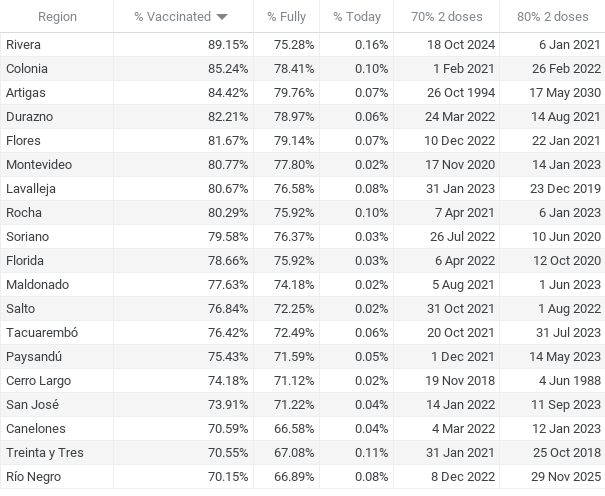 Region % Vaccinated % Fully % Today 70% 2 doses 80% 2 doses
Rivera 89.15% 75.28% 0.16% 18 Oct 2024 6 Jan 2021
Colonia 85.24% 78.41% 0.10% 1 Feb 2021 26 Feb 2022
Artigas 84.42% 79.76% 0.07% 26 Oct 1994 17 May 2030
Durazno 82.21% 78.97% 0.06% 24 Mar 2022 14 Aug 2021
Flores 81.67% 79.14% 0.07% 10 Dec 2022 22 Jan 2021
Montevideo 80.77% 77.80% 0.02% 17 Nov 2020 14 Jan 2023
Lavalleja 80.67% 76.58% 0.08% 31 Jan 2023 23 Dec 2019
Rocha 80.29% 75.92% 0.10% 7 Apr 2021 6 Jan 2023
Soriano 79.58% 76.37% 0.03% 26 Jul 2022 10 Jun 2020
Florida 78.66% 75.92% 0.03% 6 Apr 2022 12 Oct 2020
Maldonado 77.63% 74.18% 0.02% 5 Aug 2021 1 Jun 2023
Salto 76.84% 72.25% 0.02% 31 Oct 2021 1 Aug 2022
Tacuarembó 76.42% 72.49% 0.06% 20 Oct 2021 31 Jul 2023
Paysandú 75.43% 71.59% 0.05% 1 Dec 2021 14 May 2023
Cerro Largo 74.18% 71.12% 0.02% 19 Nov 2018 4 Jun 1988
San José 73.91% 71.22% 0.04% 14 Jan 2022 11 Sep 2023
Canelones 70.59% 66.58% 0.04% 4 Mar 2022 12 Jan 2023
Treinta y Tres 70.55% 67.08% 0.11% 31 Jan 2021 25 Oct 2018
Río Negro 70.15% 66.89% 0.08% 8 Dec 2022 29 Nov 2025